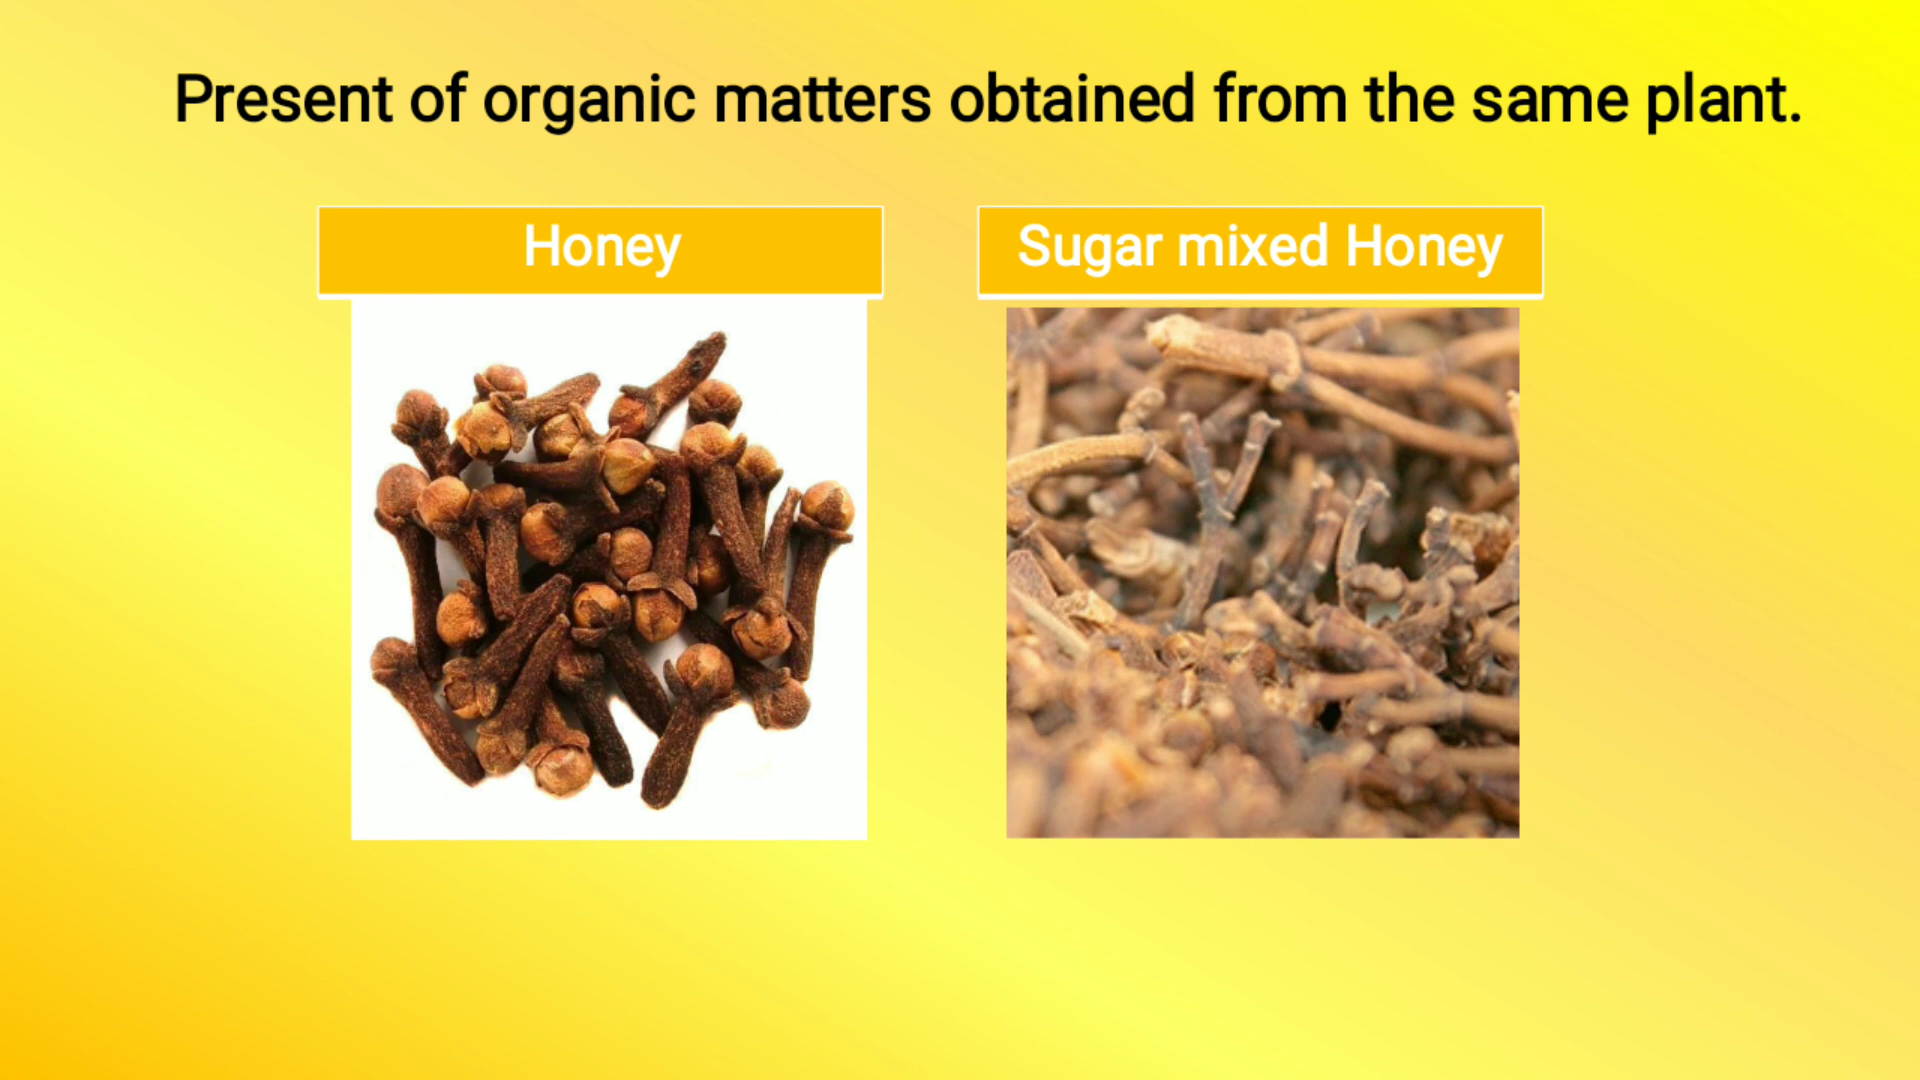 Present of organic matters obtained from the same plant.
Honey
Sugar mixed Honey